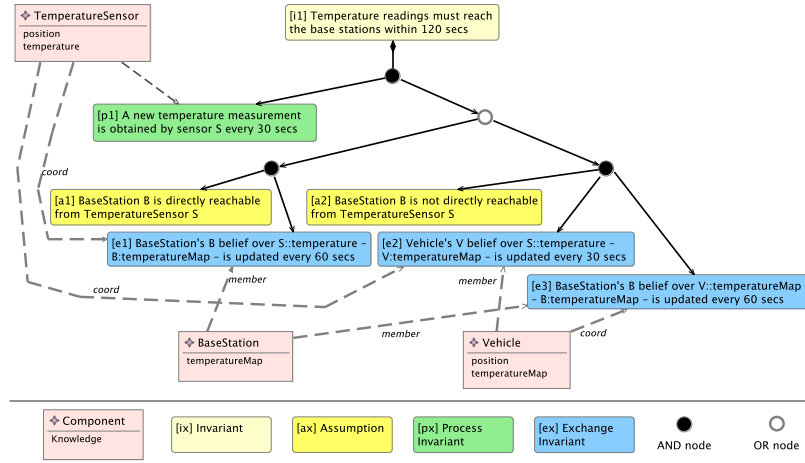 TemperatureSensor
position
temperature
[i1] Temperature readings must reach
the base stations within 120 secs
[p1] A new temperature measurement
is obtained by sensor S every 30 secs
coord
[a1] BaseStation B is directly reachable
from TemperatureSensor S
[a2] BaseStation B is not directly reachable
from TemperatureSensor S
[e1] BaseStation's B belief over S::temperature –
B:temperatureMap – is updated every 60 secs
[e2] Vehicle's V belief over S::temperature –
V:temperatureMap – is updated every 30 secs
[e3] BaseStation's B belief over V::temperatureMap
– B:temperatureMap – is updated every 60 secs
coord
member
member
member
coord
BaseStation
temperatureMap
Vehicle
position
temperatureMap
Component
Knowledge
[ix] Invariant
[ax] Assumption
[px] Process
Invariant
[ex] Exchange
Invariant
AND node
OR node